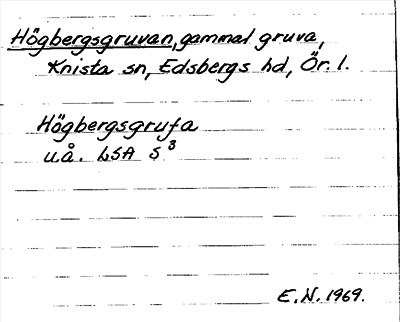 Högbergsgruvan, gammal gruva,
Knista sn, Edsbergs hd, Ör. l.
Högbergsgrufa
u.å. LSA S³
E.N. 1969.